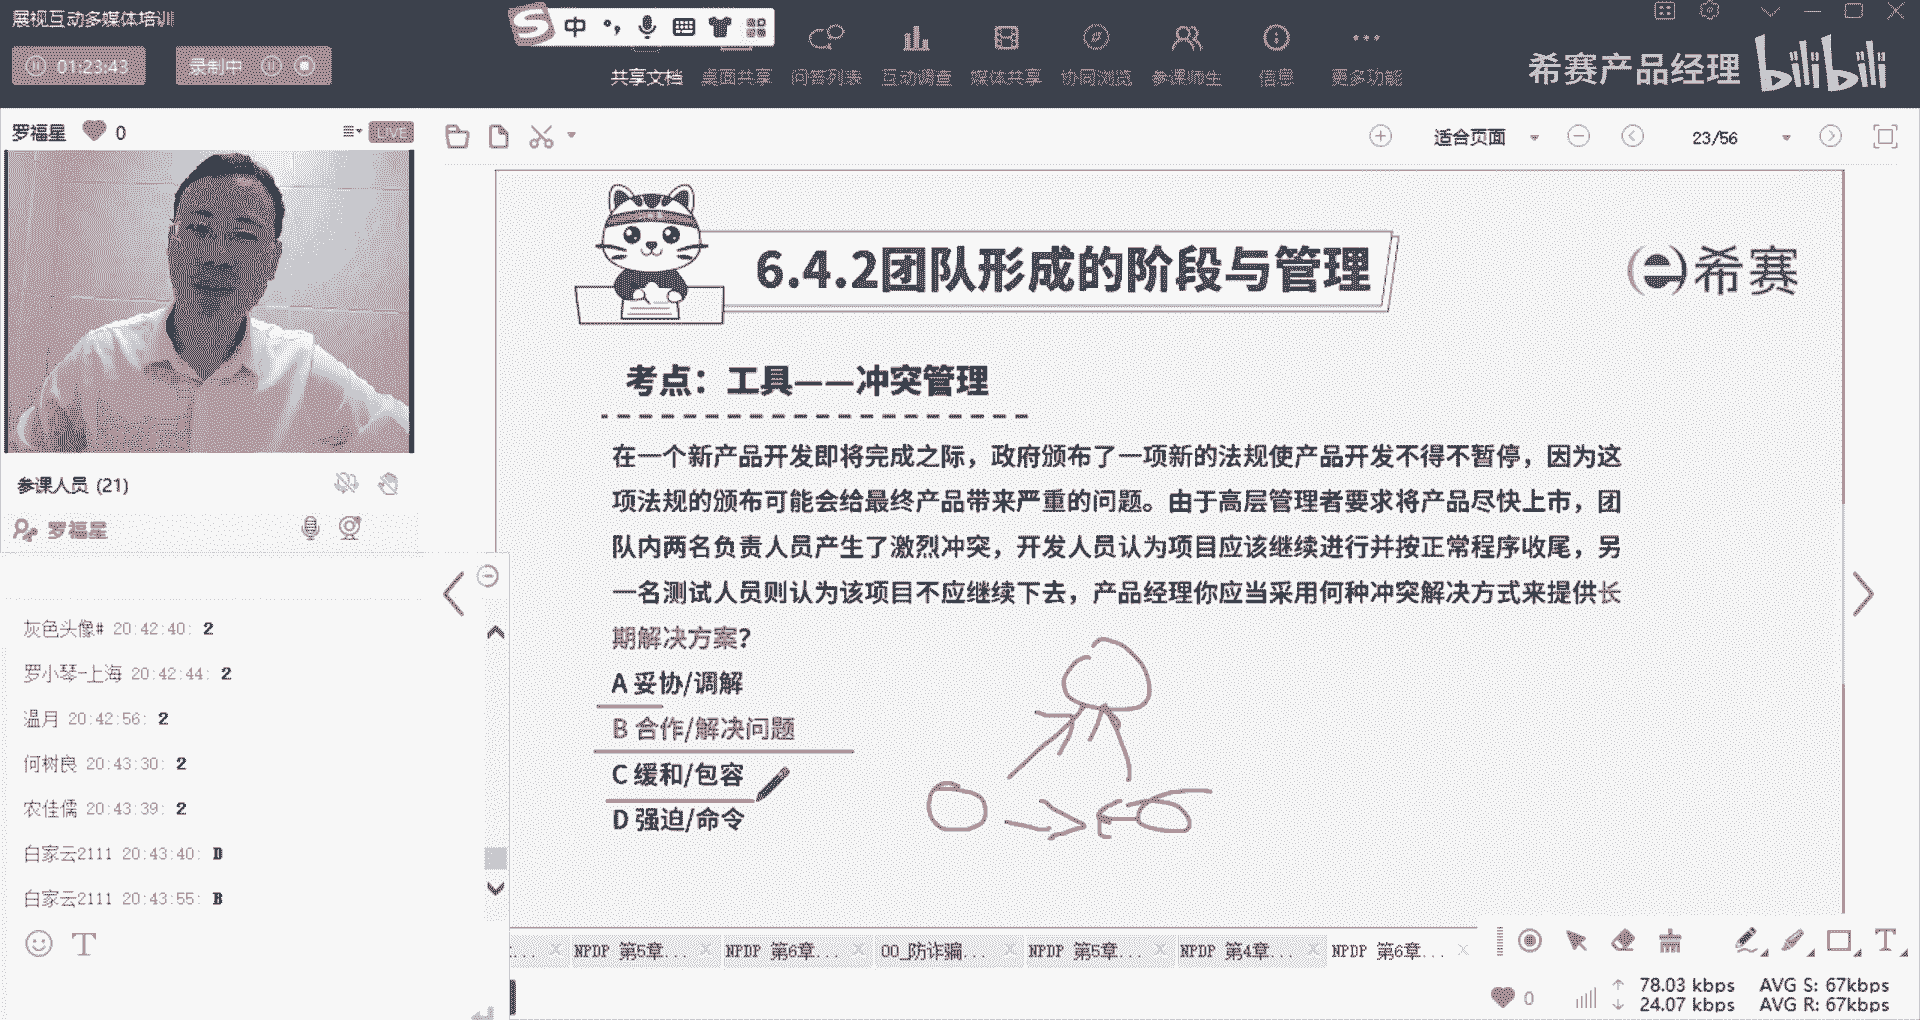 展视互动多媒体培训
01:23:43
录制中
中
共享文档 桌面共享 问答列表 互动调查 媒体共享 协同浏览 参课师生 信息 更多功能
希赛产品经理 bilibili
罗福星 0
LIVE
适合页面
23/56
6.4.2团队形成的阶段与管理
希赛
考点：工具——冲突管理
在一个新产品开发即将完成之际，政府颁布了一项新的法规使产品开发不得不暂停，因为这
项法规的颁布可能会给最终产品带来严重的问题。由于高层管理者要求将产品尽快上市，团
队内两名负责人员产生了激烈冲突，开发人员认为项目应该继续进行并按正常程序收尾，另
一名测试人员则认为该项目不应继续下去，产品经理你应当采用何种冲突解决方式来提供长
期解决方案?
A 妥协/调解
B 合作/解决问题
C 缓和/包容
D 强迫/命令
参课人员 (21)
罗福星
灰色头像# 20:42:40: 2
罗小琴-上海 20:42:44: 2
温月 20:42:56: 2
何树良 20:43:30: 2
农佳儒 20:43:39: 2
白家云2111 20:43:40: D
白家云2111 20:43:55: B
NPDP 第5章... NPDP 第6章... 00_防诈骗... NPDP 第5章... NPDP 第4章... NPDP 第6章...
0
78.03 kbps AVG S: 67kbps
24.07 kbps AVG R: 67kbps